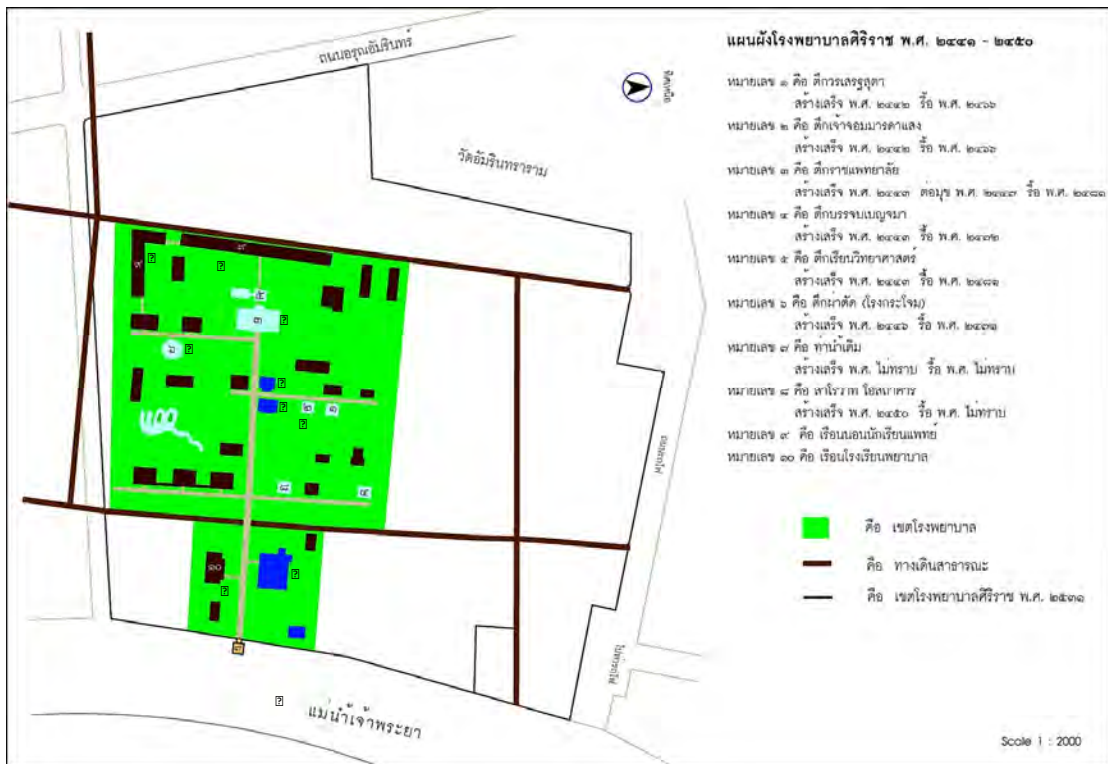 แผนผังโรงพยาบาลศิริราช พ.ศ. ๒๔๔๑ - ๒๔๕๐
ทิศเหนือ
หมายเลข ๑ คือ ตึกวรเสรฐสุดา
สร้างเสร็จ พ.ศ. ๒๔๔๒ รื้อ พ.ศ. ๒๔๖๖
หมายเลข ๒ คือ ตึกเจ้าจอมมารดาแสง
สร้างเสร็จ พ.ศ. ๒๔๔๒ รื้อ พ.ศ. ๒๔๖๖
หมายเลข ๓ คือ ตึกราชแพทยาลัย
สร้างเสร็จ พ.ศ. ๒๔๔๓ ต่อมุข พ.ศ. ๒๔๔๗ รื้อ พ.ศ. ๒๔๘๑
หมายเลข ๔ คือ ตึกบรรจบเบญจมา
สร้างเสร็จ พ.ศ. ๒๔๔๓ รื้อ พ.ศ.
หมายเลข ๕ คือ ตึกเรียนวิทยาศาสตร์
สร้างเสร็จ พ.ศ. ๒๔๔๓ รื้อ พ.ศ. ๒๔๘๑
หมายเลข ๖ คือ ตึกผ่าตัด (โรงกระโจม)
สร้างเสร็จ พ.ศ. ๒๔๔๖ รื้อ พ.ศ.
หมายเลข ๗ คือ ท่าน้ำเดิม
สร้างเสร็จ พ.ศ. ไม่ทราบ รื้อ พ.ศ. ไม่ทราบ
หมายเลข ๘ คือ ศาโรวาท โอสถาคาร
สร้างเสร็จ พ.ศ. ๒๔๕๐ รื้อ พ.ศ. ไม่ทราบ
หมายเลข ๙ คือ เรือนนอนนักเรียนแพทย์
หมายเลข ๑๐ คือ เรือนโรงเรียนพยาบาล
คือ เขตโรงพยาบาล
คือ ทางเดินสาธารณะ
คือ เขตโรงพยาบาลศิริราช พ.ศ. ๒๕๓๑
Scale 1 : 2000
ถนนอรุณอัมรินทร์
วัดอัมรินทราราม
ถนนรถไฟ
๙
๙
๕
๓
๒
๑
๑๐
แม่น้ำเจ้าพระยา